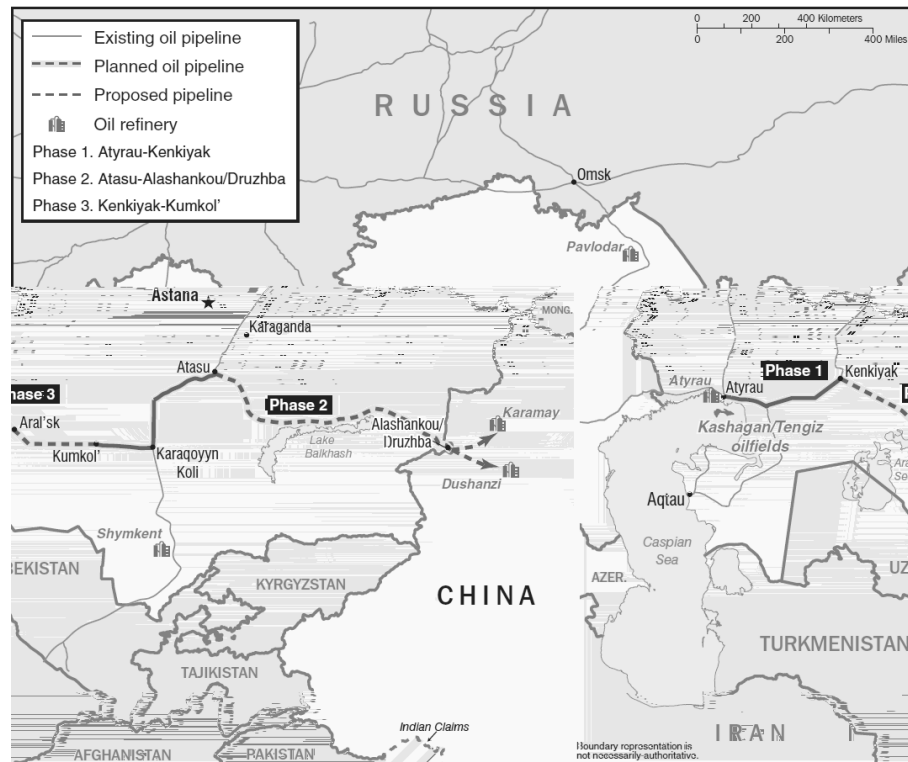 Existing oil pipeline
Planned oil pipeline
Proposed pipeline
Oil refinery
Phase 1. Atyrau-Kenkiyak
Phase 2. Atasu-Alashankou/Druzhba
Phase 3. Kenkiyak-Kumkol'
0 200 400 Kilometers
0 200 400 Miles
RUSSIA
Omsk
Pavlodar
Astana
MONG.
Karaganda
Atasu
Phase 1
Kenkiyak
Atyrau
Atyrau
hase 3
Phase 2
Karamay
Aral'sk
Alashankou/
Druzhba
Kashagan/Tengiz
oilfields
Kumkol'
Karaqoyyn
Koli
Lake
Balkhash
Dushanzi
Aqtau
Shymkent
Caspian
Sea
BEKISTAN
KYRGYZSTAN
AZER.
UZ
CHINA
TURKMENISTAN
TAJIKISTAN
Indian Claims
IRAN
AFGHANISTAN
PAKISTAN
Boundary representation is
not necessarily authoritative.